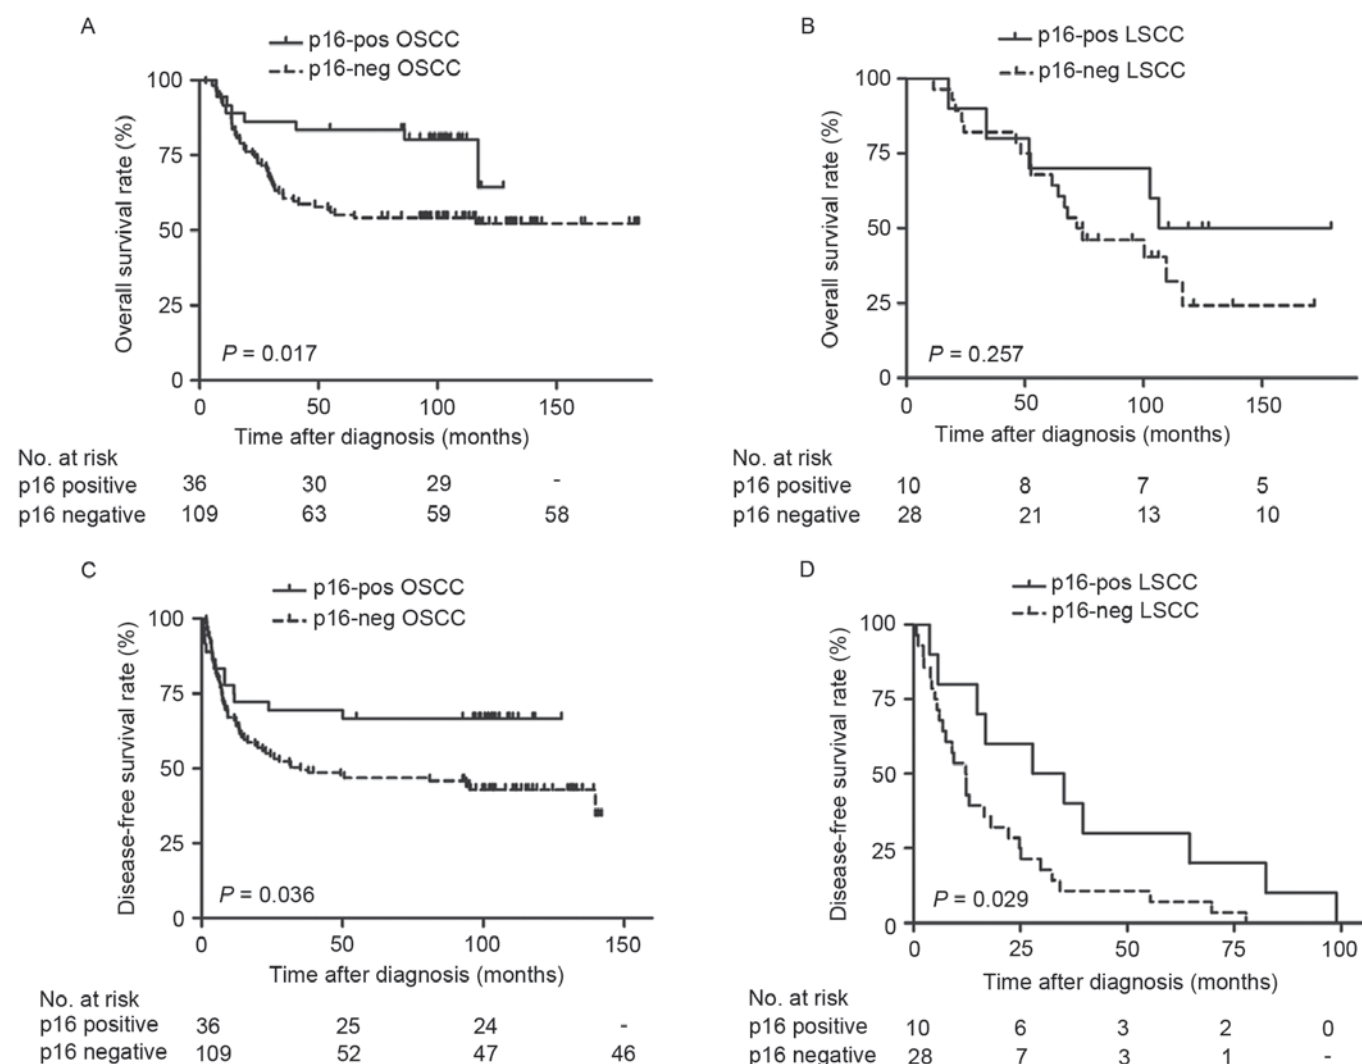 A
p16-pos OSCC
p16-neg OSCC
100
75
50
25
0
Overall survival rate (%)
P = 0.017
0 50 100 150
Time after diagnosis (months)
No. at risk
p16 positive 36 30 29 -
p16 negative 109 63 59 58
B
p16-pos LSCC
p16-neg LSCC
100
75
50
25
0
Overall survival rate (%)
P = 0.257
0 50 100 150
Time after diagnosis (months)
No. at risk
p16 positive 10 8 7 5
p16 negative 28 21 13 10
C
p16-pos OSCC
p16-neg OSCC
100
75
50
25
0
Disease-free survival rate (%)
P = 0.036
0 50 100 150
Time after diagnosis (months)
No. at risk
p16 positive 36 25 24 -
p16 negative 109 52 47 46
D
p16-pos LSCC
p16-neg LSCC
100
75
50
25
0
Disease-free survival rate (%)
P = 0.029
0 25 50 75 100
Time after diagnosis (months)
No. at risk
p16 positive 10 6 3 2 0
p16 negative 28 7 3 1 -